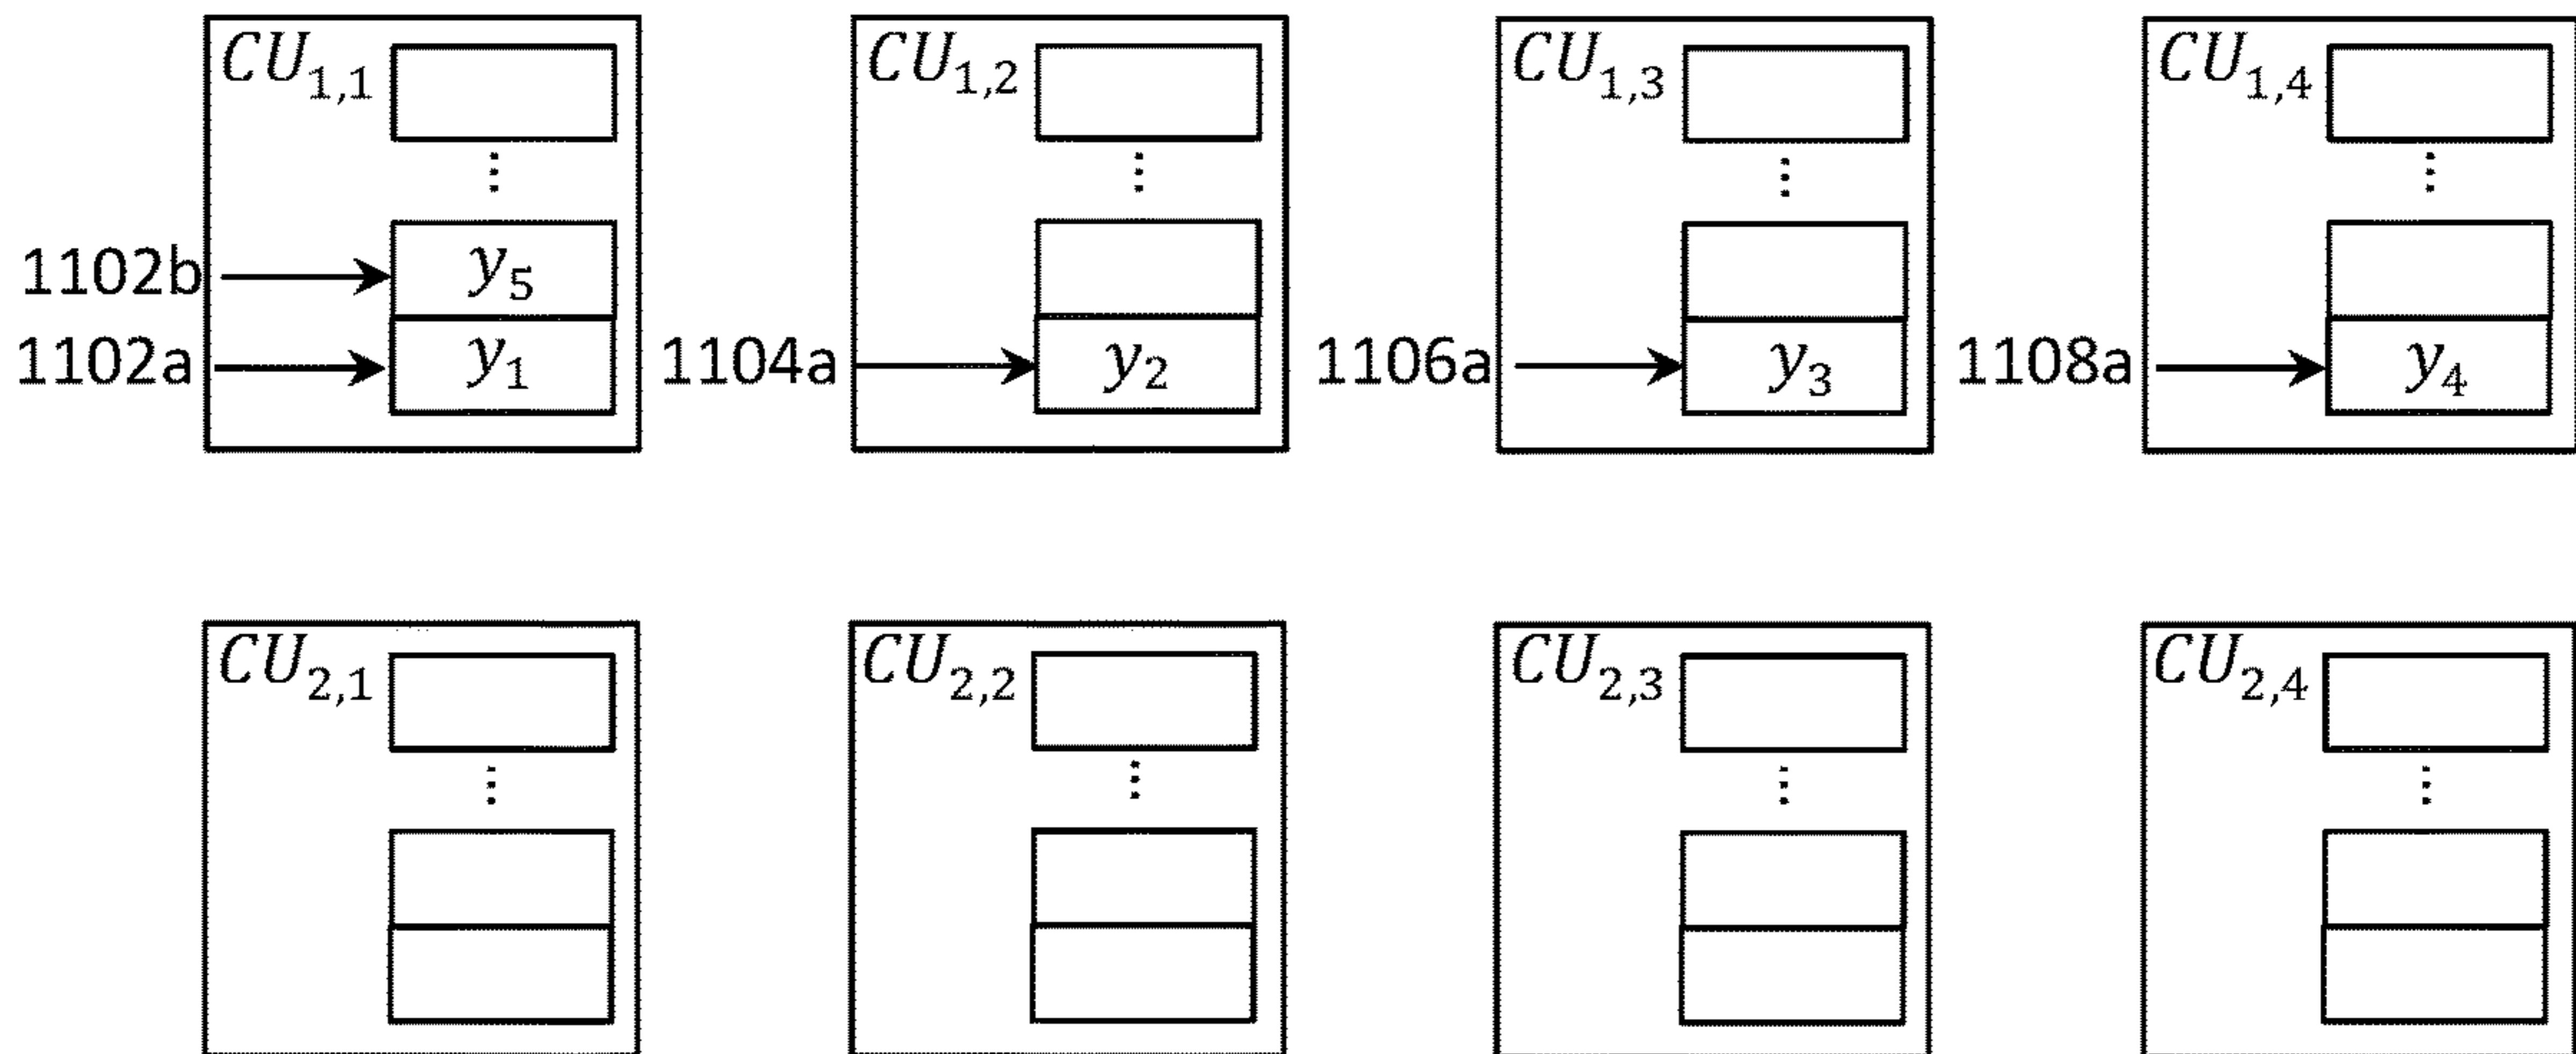 CU₁,₁ CU₁,₂ CU₁,₃ CU₁,₄
⋮ ⋮ ⋮ ⋮
1102b y₅
1102a y₁ 1104a y₂ 1106a y₃ 1108a y₄
CU₂,₁ CU₂,₂ CU₂,₃ CU₂,₄
⋮ ⋮ ⋮ ⋮